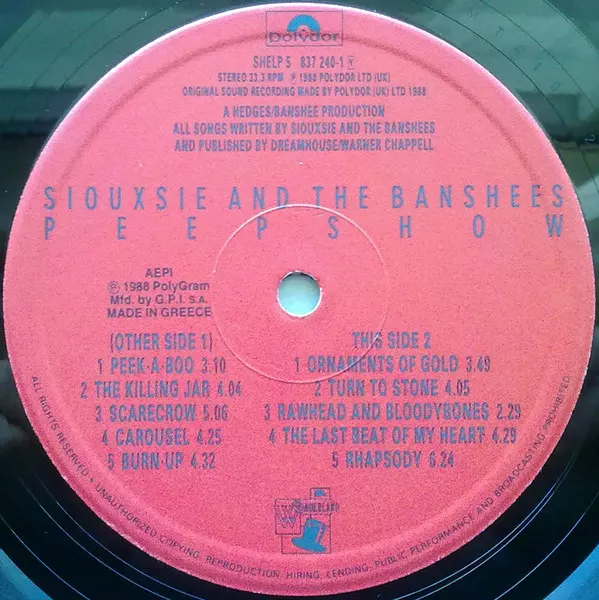 Polydor
SHELP 5 837 240-1 Y
STEREO 33.3 RPM ℗ 1988 POLYDOR LTD (UK)
ORIGINAL SOUND RECORDING MADE BY POLYDOR (UK) LTD 1988
A HEDGES/BANSHEE PRODUCTION
ALL SONGS WRITTEN BY SIOUXSIE AND THE BANSHEES
AND PUBLISHED BY DREAMHOUSE/WARNER CHAPPELL
SIOUXSIE AND THE BANSHEES
PEEPSHOW
AEPI
℗ 1988 PolyGram
Mfd. by G.P.I. S.A.
MADE IN GREECE
(OTHER SIDE 1)
1 PEEK-A-BOO 3.10
2 THE KILLING JAR 4.04
3 SCARECROW 5.06
4 CAROUSEL 4.25
5 BURN-UP 4.32
THIS SIDE 2
1 ORNAMENTS OF GOLD 3.49
2 TURN TO STONE 4.05
3 RAWHEAD AND BLOODYBONES 2.29
4 THE LAST BEAT OF MY HEART 4.29
5 RHAPSODY 6.24
WONDERLAND
ALL RIGHTS RESERVED • UNAUTHORIZED COPYING, REPRODUCTION, HIRING, LENDING, PUBLIC PERFORMANCE AND BROADCASTING PROHIBITED.